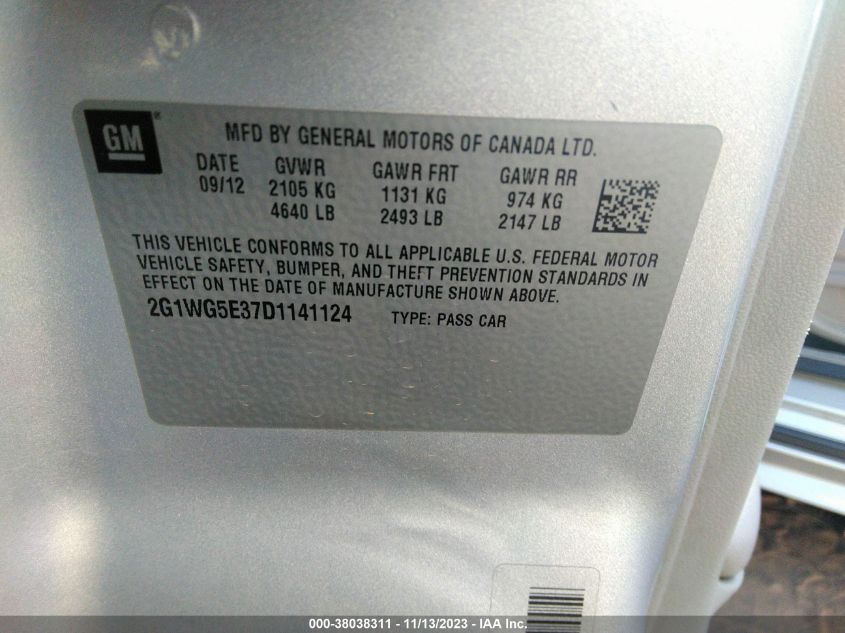 GM
MFD BY GENERAL MOTORS OF CANADA LTD.
DATE GVWR GAWR FRT GAWR RR
09/12 2105 KG 1131 KG 974 KG
4640 LB 2493 LB 2147 LB
THIS VEHICLE CONFORMS TO ALL APPLICABLE U.S. FEDERAL MOTOR
VEHICLE SAFETY, BUMPER, AND THEFT PREVENTION STANDARDS IN
EFFECT ON THE DATE OF MANUFACTURE SHOWN ABOVE.
2G1WG5E37D1141124 TYPE: PASS CAR
000-38038311 - 11/13/2023 - IAA Inc.